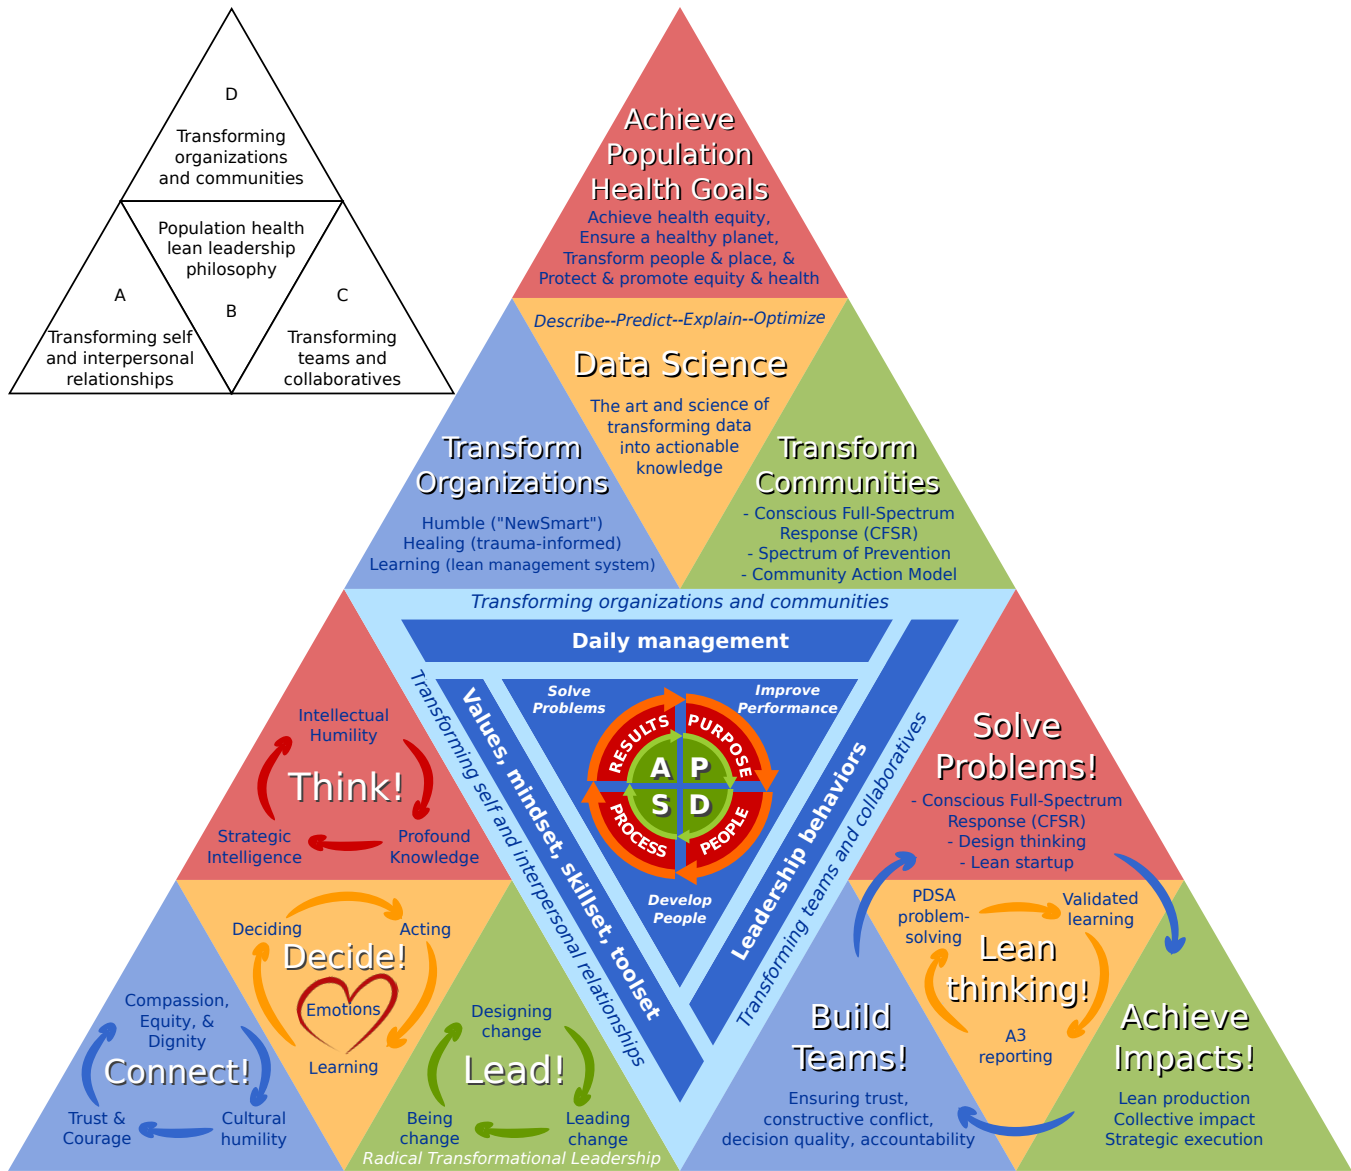 D
Transforming
organizations
and communities
Population health
lean leadership
philosophy
B
A
Transforming self
and interpersonal
relationships
C
Transforming
teams and
collaboratives
Achieve
Population
Health Goals
Achieve health equity,
Ensure a healthy planet,
Transform people & place, &
Protect & promote equity & health
Describe--Predict--Explain--Optimize
Data Science
The art and science of
transforming data
into actionable
knowledge
Transform
Organizations
Humble ("NewSmart")
Healing (trauma-informed)
Learning (lean management system)
Transform
Communities
- Conscious Full-Spectrum
Response (CFSR)
- Spectrum of Prevention
- Community Action Model
Transforming organizations and communities
Daily management
Transforming self and interpersonal relationships
Values, mindset, skillset, toolset
Solve
Problems
Improve
Performance
RESULTS
PURPOSE
A P
S D
PROCESS
PEOPLE
Develop
People
Leadership behaviors
Transforming teams and collaboratives
Intellectual
Humility
Think!
Strategic
Intelligence
Profound
Knowledge
Deciding
Acting
Decide!
Emotions
Learning
Compassion,
Equity, &
Dignity
Connect!
Trust &
Courage
Cultural
humility
Designing
change
Lead!
Being
change
Leading
change
Radical Transformational Leadership
Solve
Problems!
- Conscious Full-Spectrum
Response (CFSR)
- Design thinking
- Lean startup
PDSA
problem-
solving
Validated
learning
Lean
thinking!
A3
reporting
Build
Teams!
Ensuring trust,
constructive conflict,
decision quality, accountability
Achieve
Impacts!
Lean production
Collective impact
Strategic execution